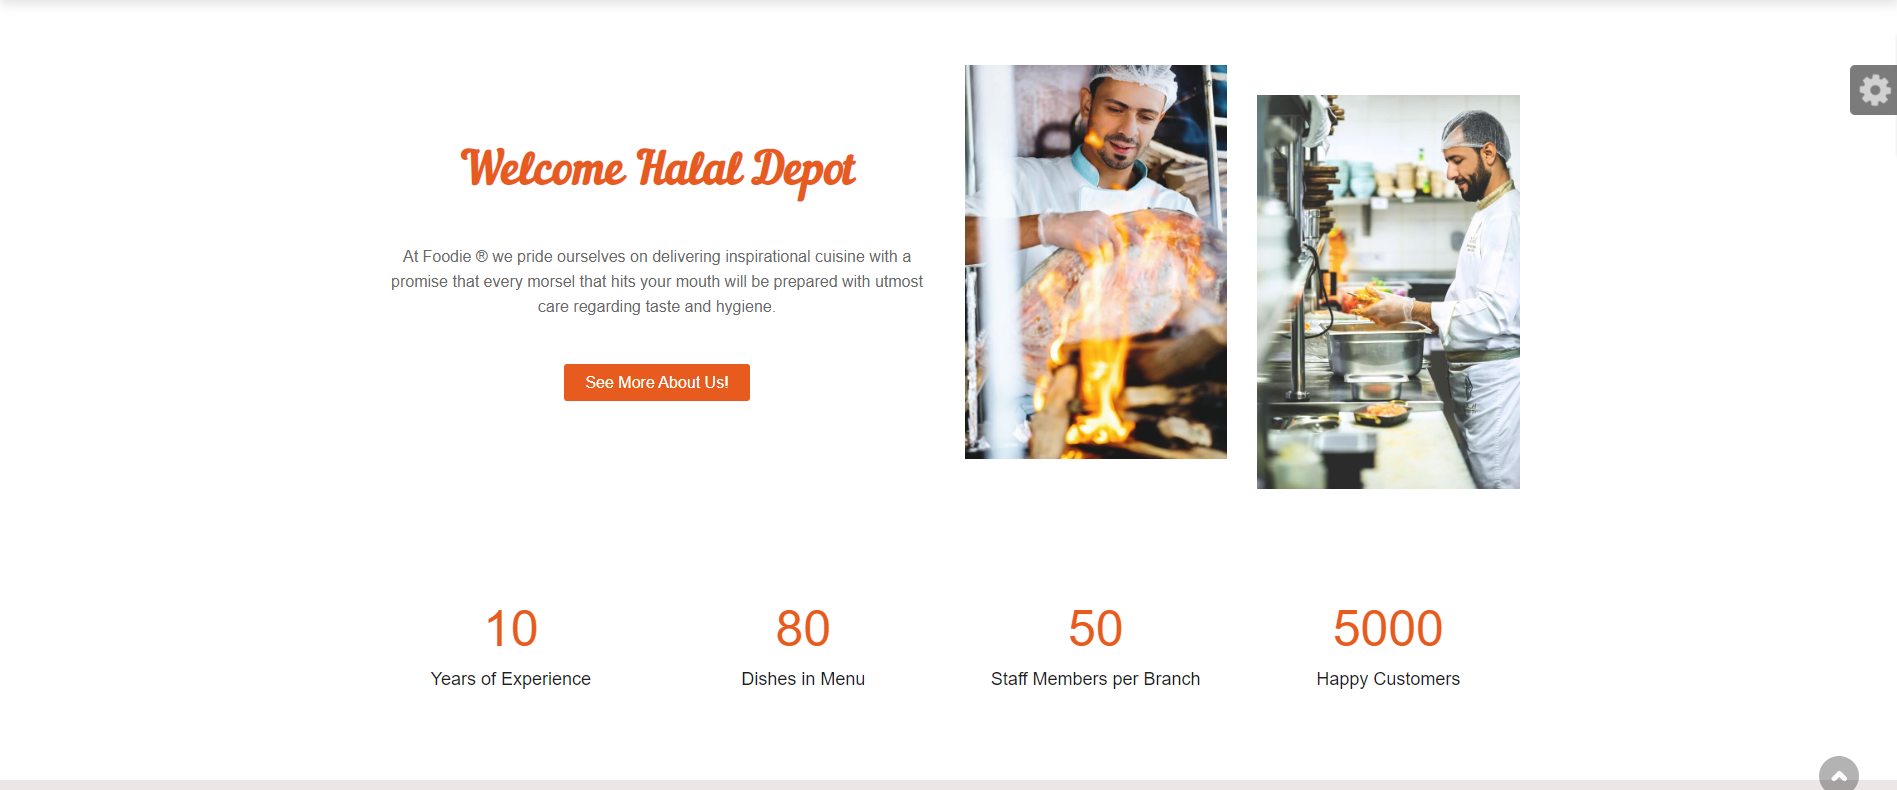 Welcome Halal Depot
At Foodie ® we pride ourselves on delivering inspirational cuisine with a
promise that every morsel that hits your mouth will be prepared with utmost
care regarding taste and hygiene.
See More About Us!
10
Years of Experience
80
Dishes in Menu
50
Staff Members per Branch
5000
Happy Customers